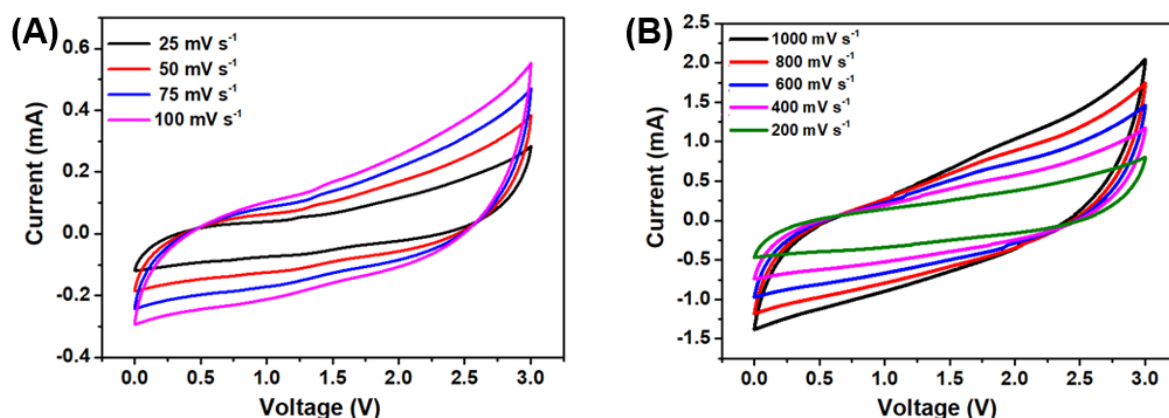 (A)
25 mV s⁻¹
50 mV s⁻¹
75 mV s⁻¹
100 mV s⁻¹
0.6
0.4
0.2
0.0
-0.2
-0.4
Current (mA)
0.0 0.5 1.0 1.5 2.0 2.5 3.0
Voltage (V)
(B)
1000 mV s⁻¹
800 mV s⁻¹
600 mV s⁻¹
400 mV s⁻¹
200 mV s⁻¹
2.5
2.0
1.5
1.0
0.5
0.0
-0.5
-1.0
-1.5
Current (mA)
0.0 0.5 1.0 1.5 2.0 2.5 3.0
Voltage (V)